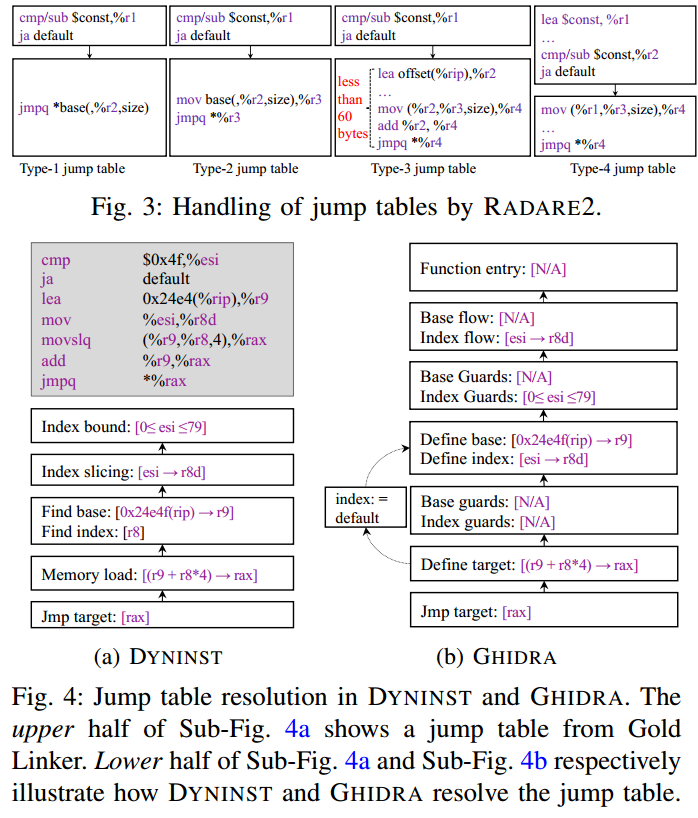 cmp/sub $const,%r1
ja default
jmpq *base(,%r2,size)
Type-1 jump table
cmp/sub $const,%r1
ja default
mov base(,%r2,size),%r3
jmpq *%r3
Type-2 jump table
cmp/sub $const,%r1
ja default
less
than
60
bytes
lea offset(%rip),%r2
...
mov (%r2,%r3,size),%r4
add %r2, %r4
jmpq *%r4
Type-3 jump table
lea $const, %r1
...
cmp/sub $const,%r2
ja default
mov (%r1,%r3,size),%r4
...
jmpq *%r4
Type-4 jump table
Fig. 3: Handling of jump tables by RADARE2.
cmp $0x4f,%esi
ja default
lea 0x24e4(%rip),%r9
mov %esi,%r8d
movslq (%r9,%r8,4),%rax
add %r9,%rax
jmpq *%rax
Index bound: [0≤ esi ≤79]
Index slicing: [esi → r8d]
Find base: [0x24e4f(rip) → r9]
Find index: [r8]
Memory load: [(r9 + r8*4) → rax]
Jmp target: [rax]
(a) DYNINST
Function entry: [N/A]
Base flow: [N/A]
Index flow: [esi → r8d]
Base Guards: [N/A]
Index Guards: [0≤ esi ≤79]
Define base: [0x24e4f(rip) → r9]
Define index: [esi → r8d]
index: =
default
Base guards: [N/A]
Index guards: [N/A]
Define target: [(r9 + r8*4) → rax]
Jmp target: [rax]
(b) GHIDRA
Fig. 4: Jump table resolution in DYNINST and GHIDRA. The
upper half of Sub-Fig. 4a shows a jump table from Gold
Linker. Lower half of Sub-Fig. 4a and Sub-Fig. 4b respectively
illustrate how DYNINST and GHIDRA resolve the jump table.